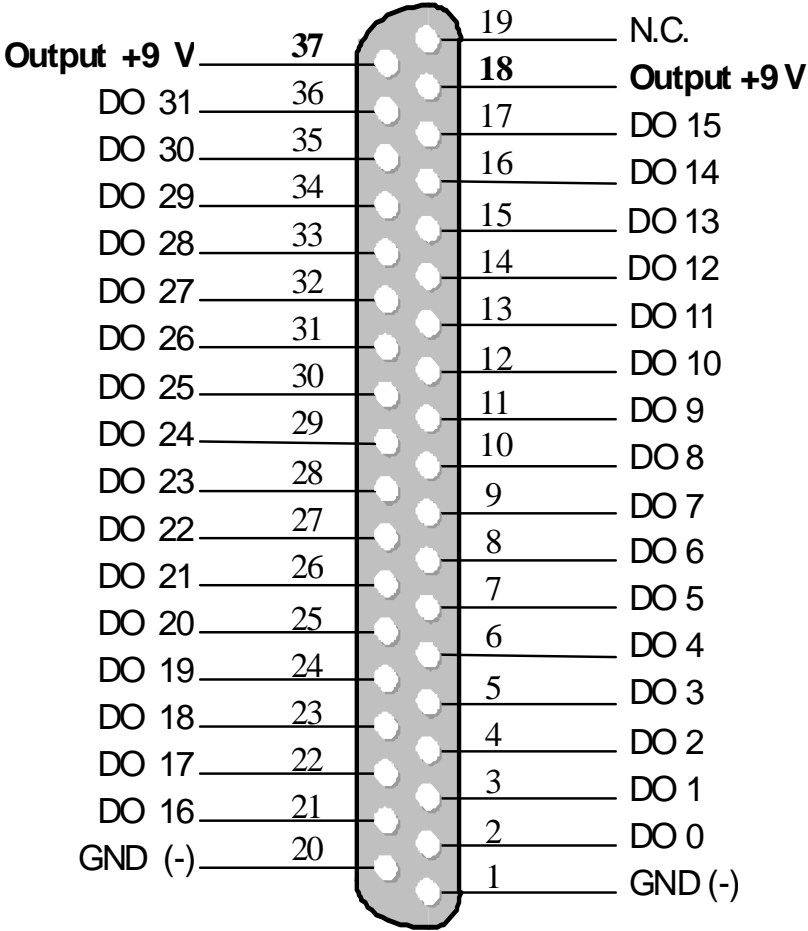 19 N.C.
Output +9 V 37
18 Output +9 V
DO 31 36
17 DO 15
DO 30 35
16 DO 14
DO 29 34
15 DO 13
DO 28 33
14 DO 12
DO 27 32
13 DO 11
DO 26 31
12 DO 10
DO 25 30
11 DO 9
DO 24 29
10 DO 8
DO 23 28
9 DO 7
DO 22 27
8 DO 6
DO 21 26
7 DO 5
DO 20 25
6 DO 4
DO 19 24
5 DO 3
DO 18 23
4 DO 2
DO 17 22
3 DO 1
DO 16 21
2 DO 0
GND (-) 20
1 GND (-)